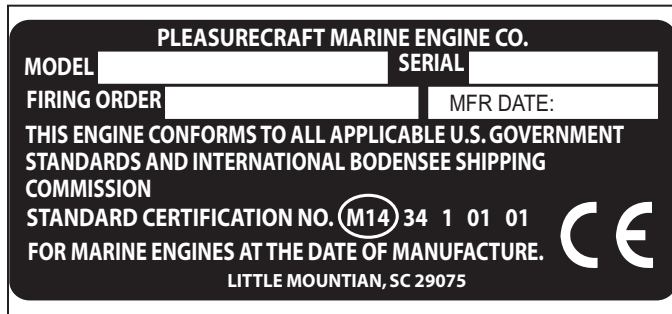 PLEASURECRAFT MARINE ENGINE CO.
MODEL SERIAL
FIRING ORDER MFR DATE:
THIS ENGINE CONFORMS TO ALL APPLICABLE U.S. GOVERNMENT
STANDARDS AND INTERNATIONAL BODENSEE SHIPPING
COMMISSION
STANDARD CERTIFICATION NO. M14 34 1 01 01
FOR MARINE ENGINES AT THE DATE OF MANUFACTURE.
CE
LITTLE MOUNTIAN, SC 29075